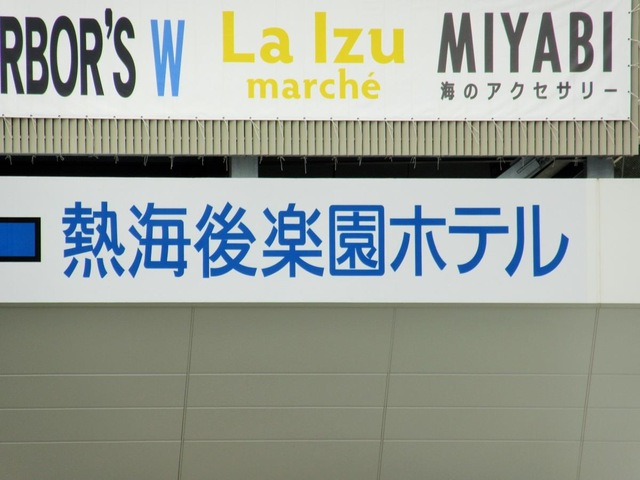 RBOR'S W
La Izu
marché
MIYABI
海のアクセサリー
熱海後楽園ホテル